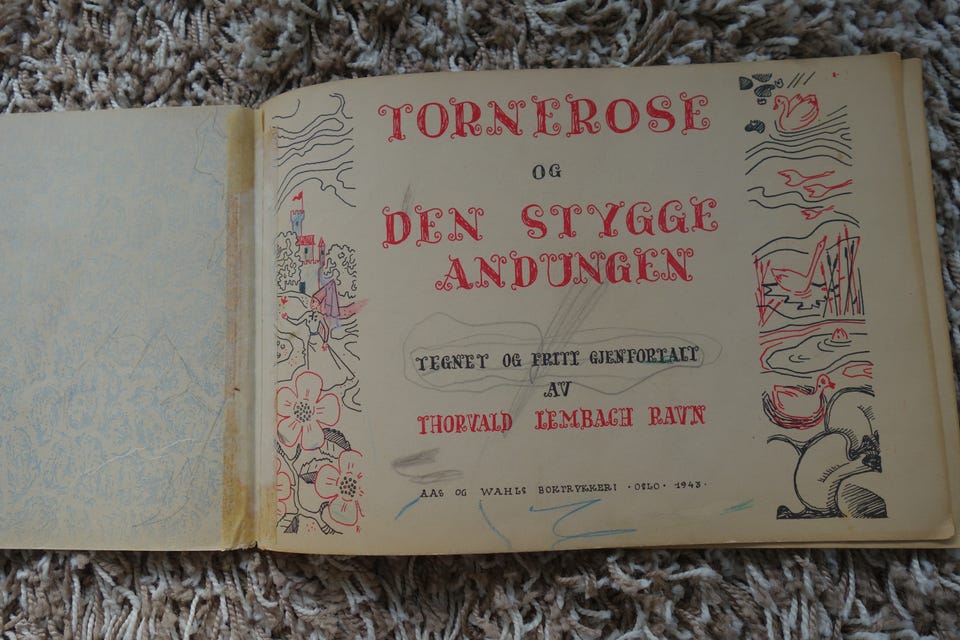 TORNEROSE
OG
DEN STYGGE
ANDUNGEN
TEGNET OG FRITT GJENFORTALT
AV
THORVALD LEMBACH RAVN
AAS OG WAHLS BOKTRYKKERI · OSLO · 1943 ·